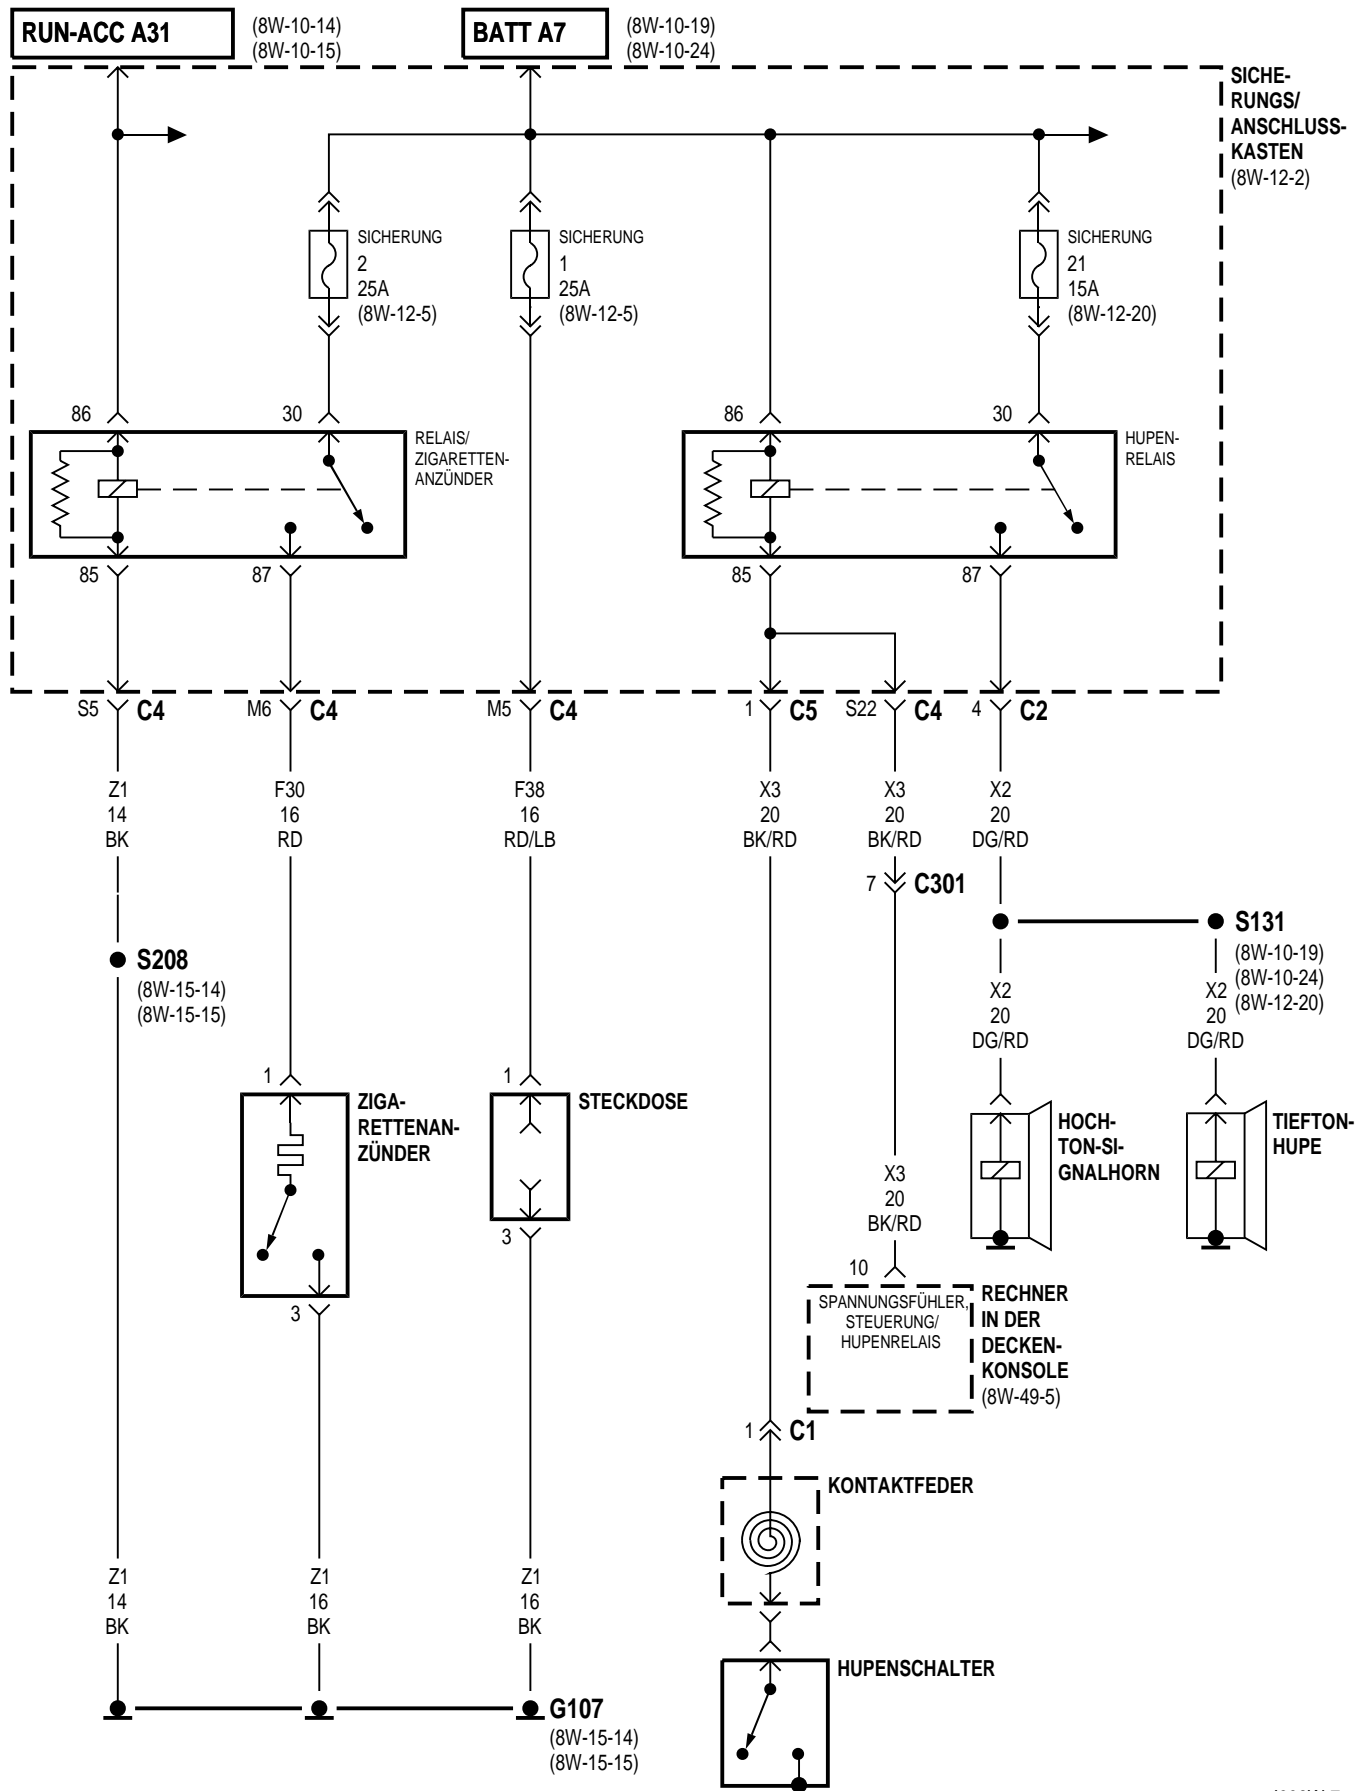 RUN-ACC A31
(8W-10-14)
(8W-10-15)
BATT A7
(8W-10-19)
(8W-10-24)
SICHE-
RUNGS/
ANSCHLUSS-
KASTEN
(8W-12-2)
SICHERUNG
2
25A
(8W-12-5)
SICHERUNG
1
25A
(8W-12-5)
SICHERUNG
21
15A
(8W-12-20)
86
30
RELAIS/
ZIGARETTEN-
ANZÜNDER
85
87
86
30
HUPEN-
RELAIS
85
87
S5 C4
M6 C4
M5 C4
1 C5
S22 C4
4 C2
Z1
14
BK
F30
16
RD
F38
16
RD/LB
X3
20
BK/RD
X3
20
BK/RD
X2
20
DG/RD
7 C301
S208
(8W-15-14)
(8W-15-15)
S131
(8W-10-19)
(8W-10-24)
(8W-12-20)
X2
20
DG/RD
X2
20
DG/RD
1
ZIGA-
RETTENAN-
ZÜNDER
3
1
STECKDOSE
3
HOCH-
TON-SI-
GNALHORN
TIEFTON-
HUPE
X3
20
BK/RD
10
SPANNUNGSFÜHLER,
STEUERUNG/
HUPENRELAIS
RECHNER
IN DER
DECKEN-
KONSOLE
(8W-49-5)
1 C1
KONTAKTFEDER
Z1
14
BK
Z1
16
BK
Z1
16
BK
HUPENSCHALTER
G107
(8W-15-14)
(8W-15-15)